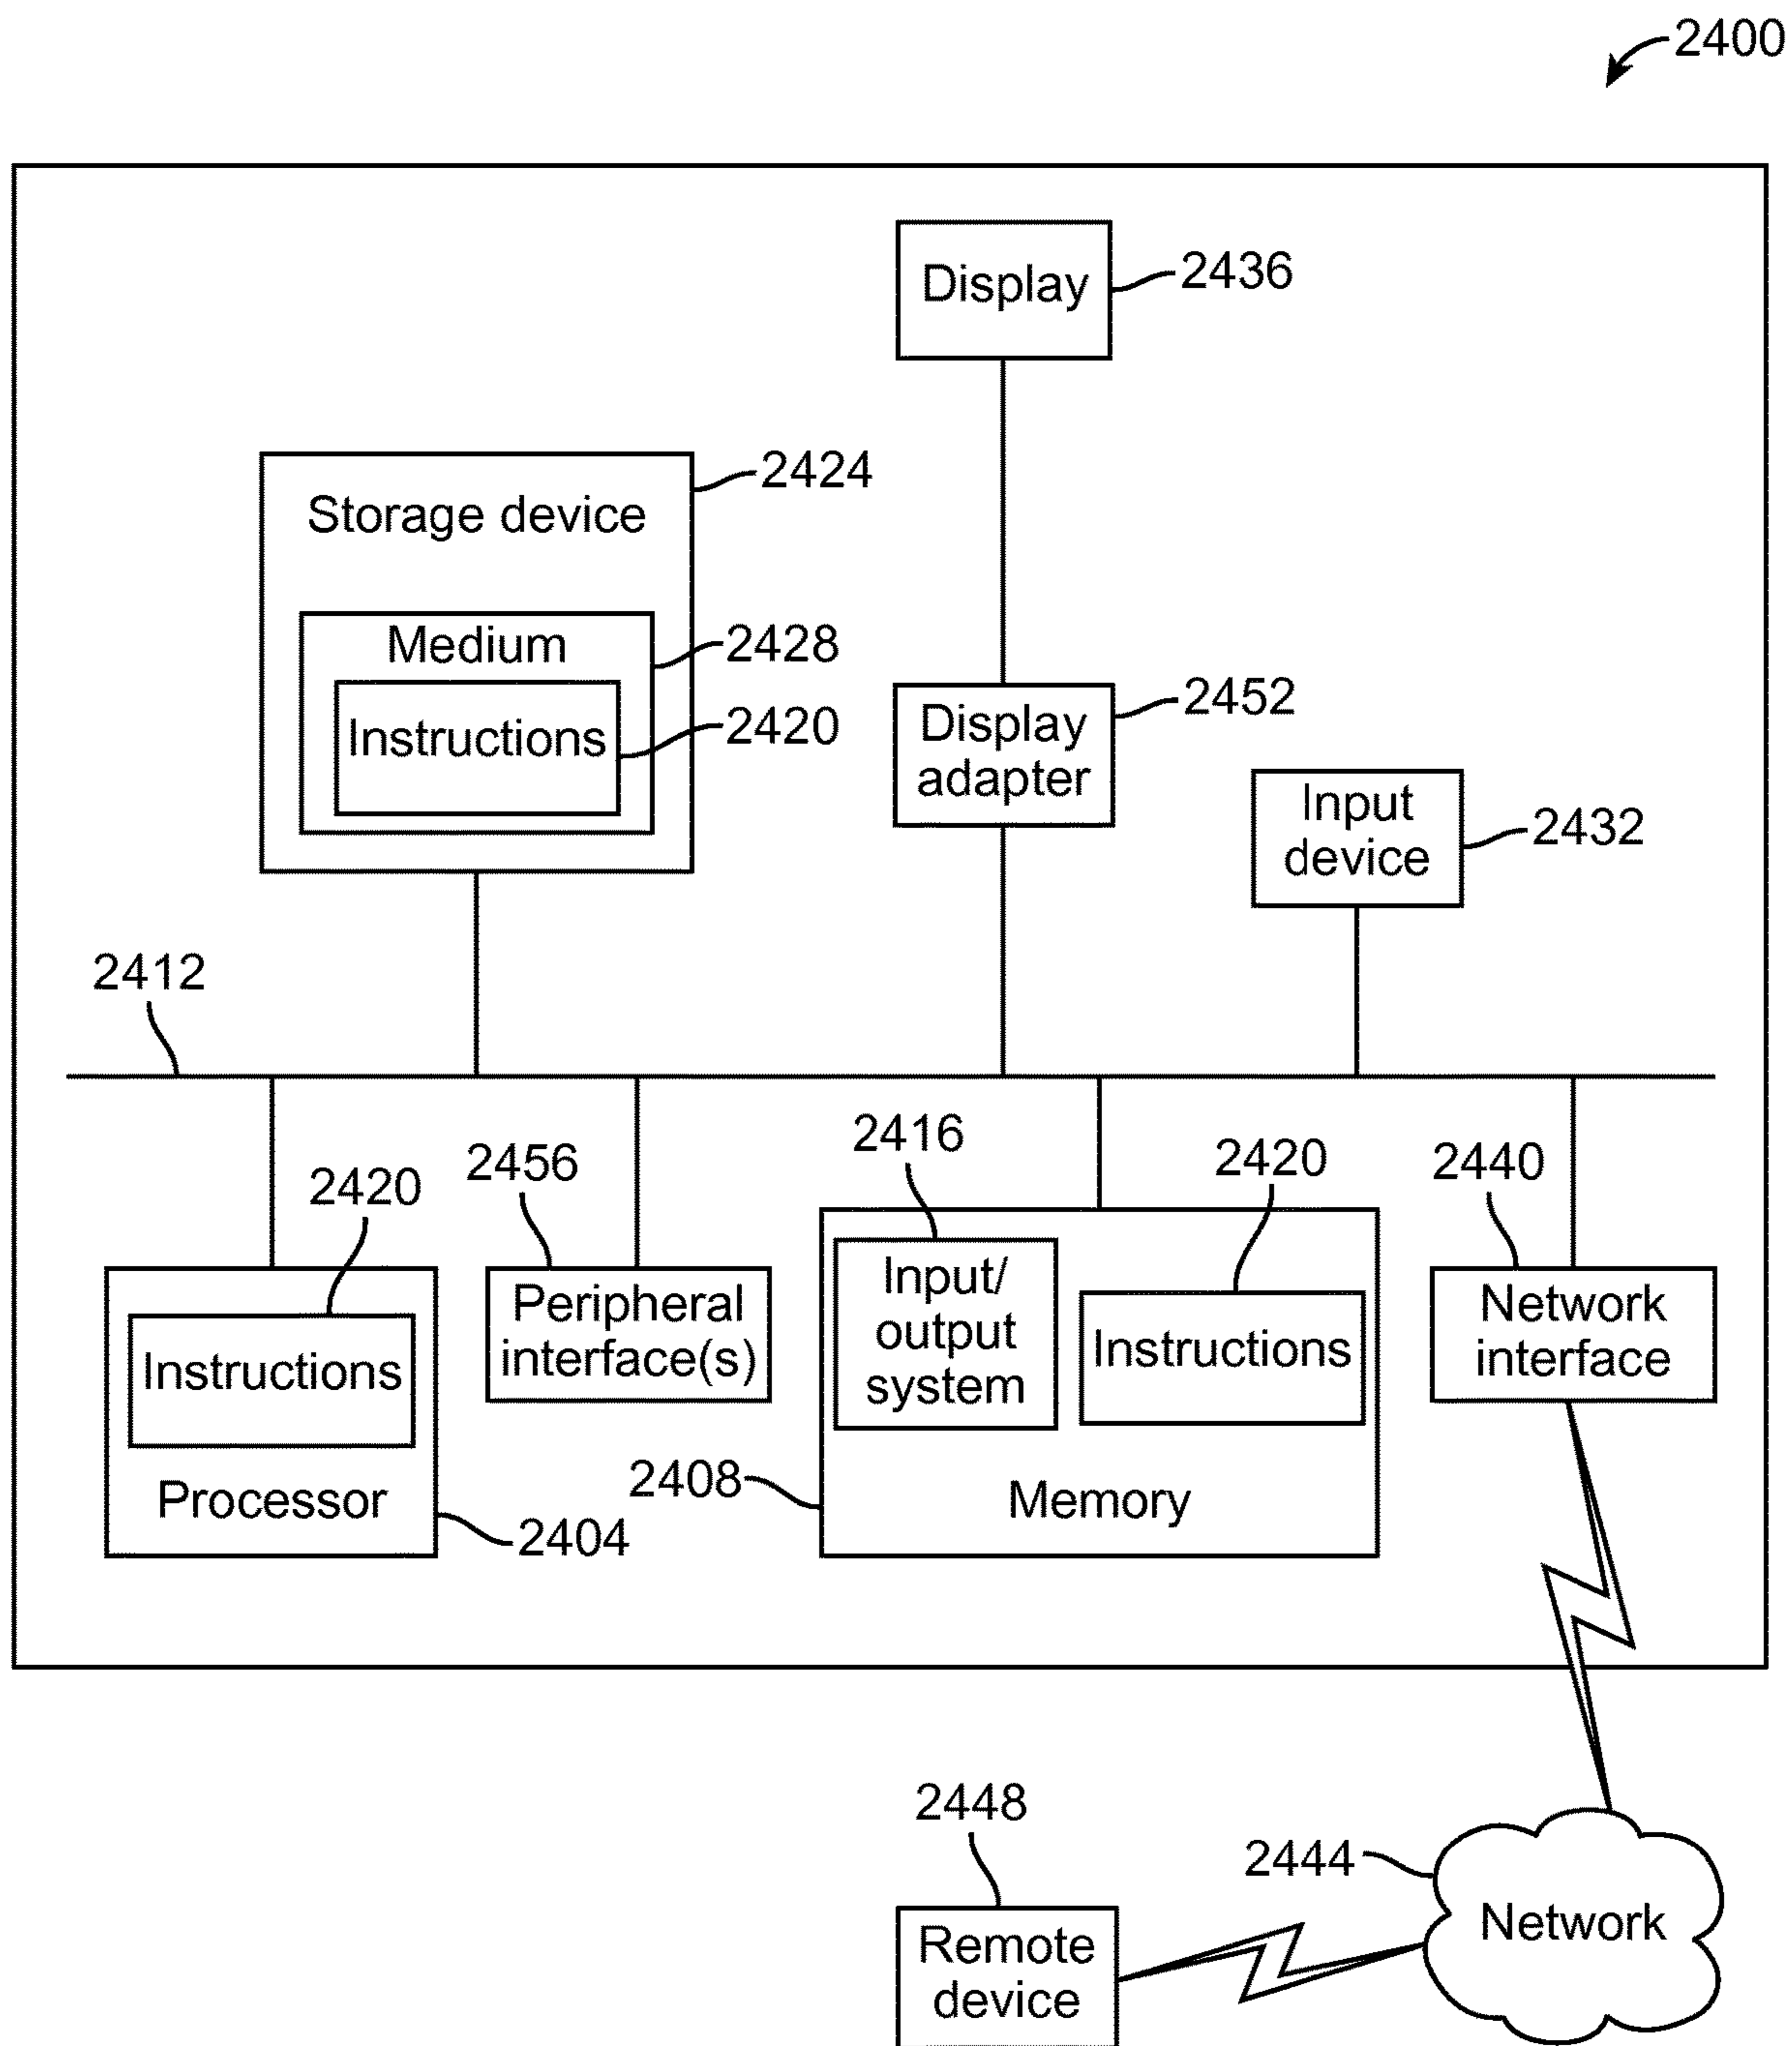 2400
Display
2436
Storage device
2424
Medium
2428
Instructions
2420
Display
adapter
2452
Input
device
2432
2412
2420
Instructions
Processor
2404
2456
Peripheral
interface(s)
2416
Input/
output
system
2420
Instructions
2408
Memory
2440
Network
interface
2448
Remote
device
2444
Network